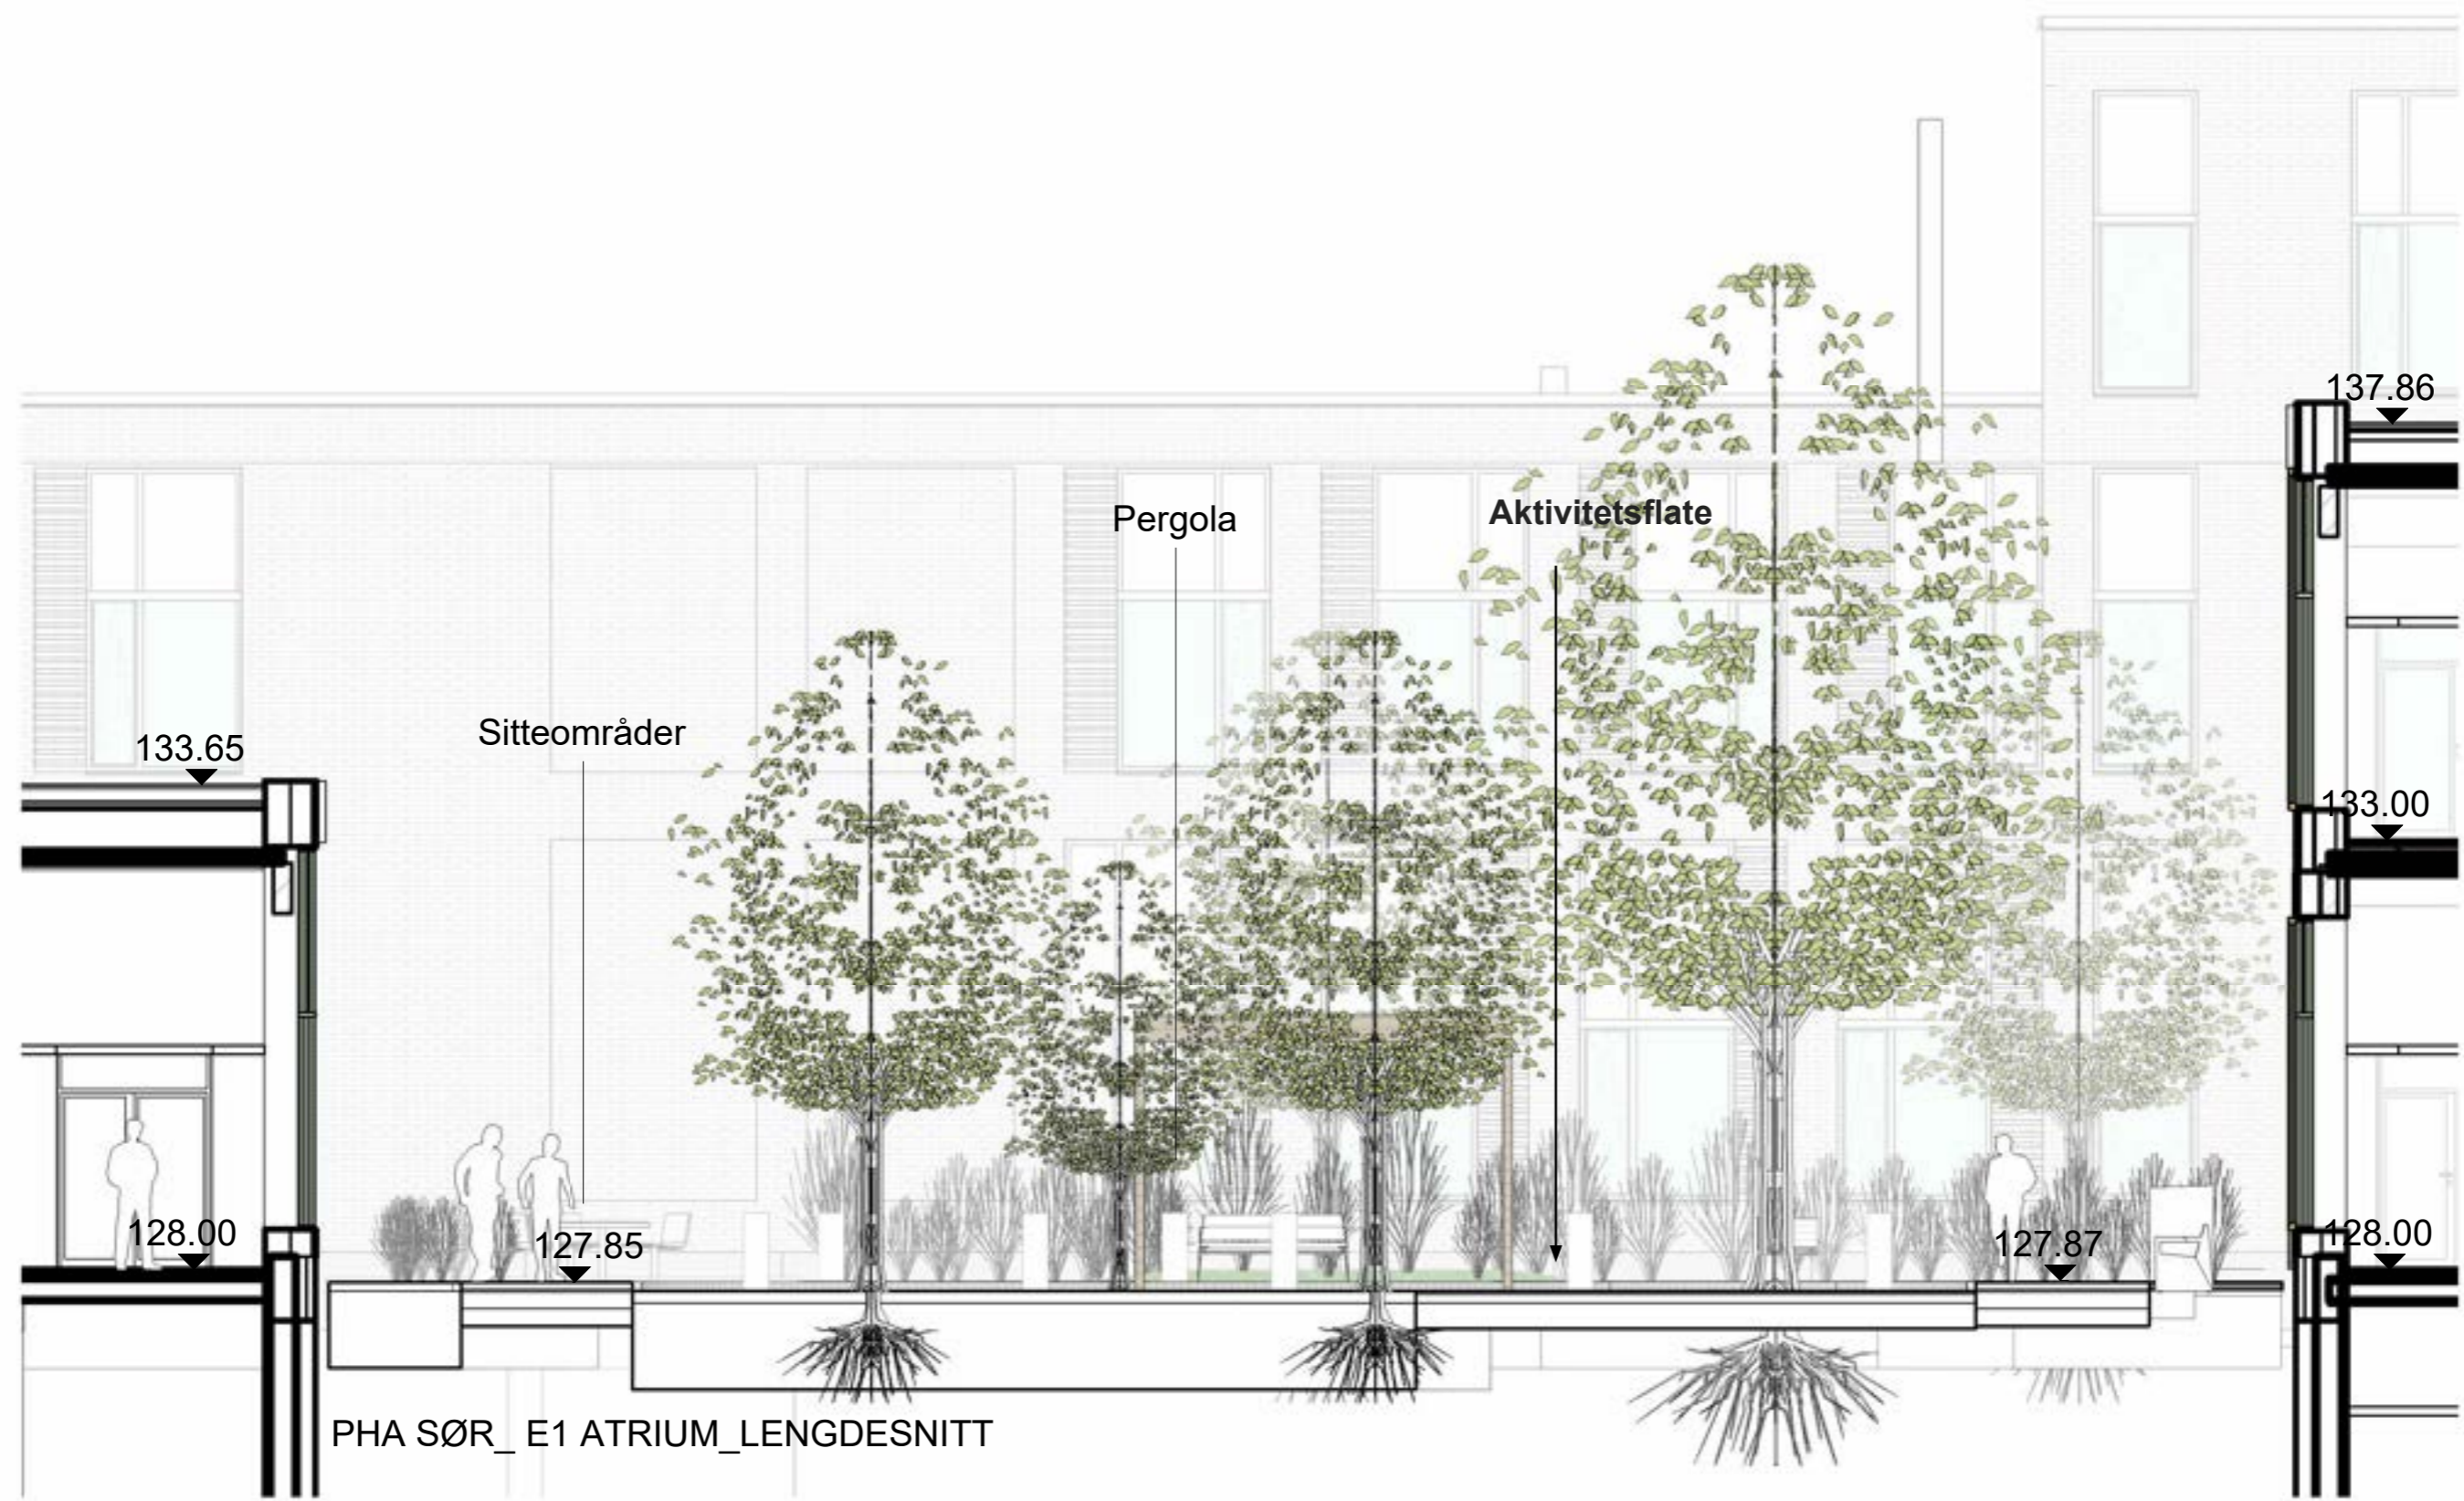 137.86
Pergola
Aktivitetsflate
Sitteområder
133.65
133.00
128.00
127.85
127.87
128.00
PHA SØR_ E1 ATRIUM_LENGDESNITT